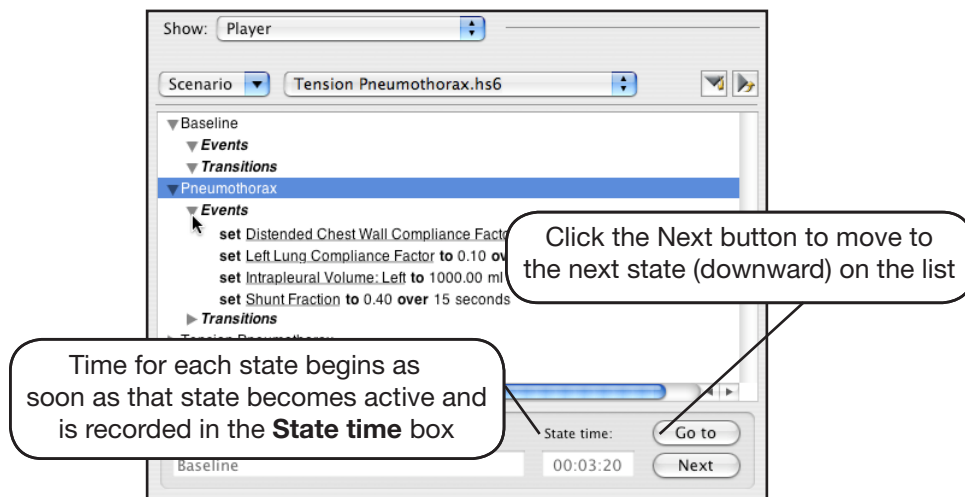 Show: Player
Scenario Tension Pneumothorax.hs6
Baseline
Events
Transitions
Pneumothorax
Events
set Distended Chest Wall Compliance Facto
set Left Lung Compliance Factor to 0.10 ov
set Intrapleural Volume: Left to 1000.00 ml
set Shunt Fraction to 0.40 over 15 seconds
Transitions
Click the Next button to move to
the next state (downward) on the list
Time for each state begins as
soon as that state becomes active and
is recorded in the State time box
State time: Go to
Baseline 00:03:20 Next